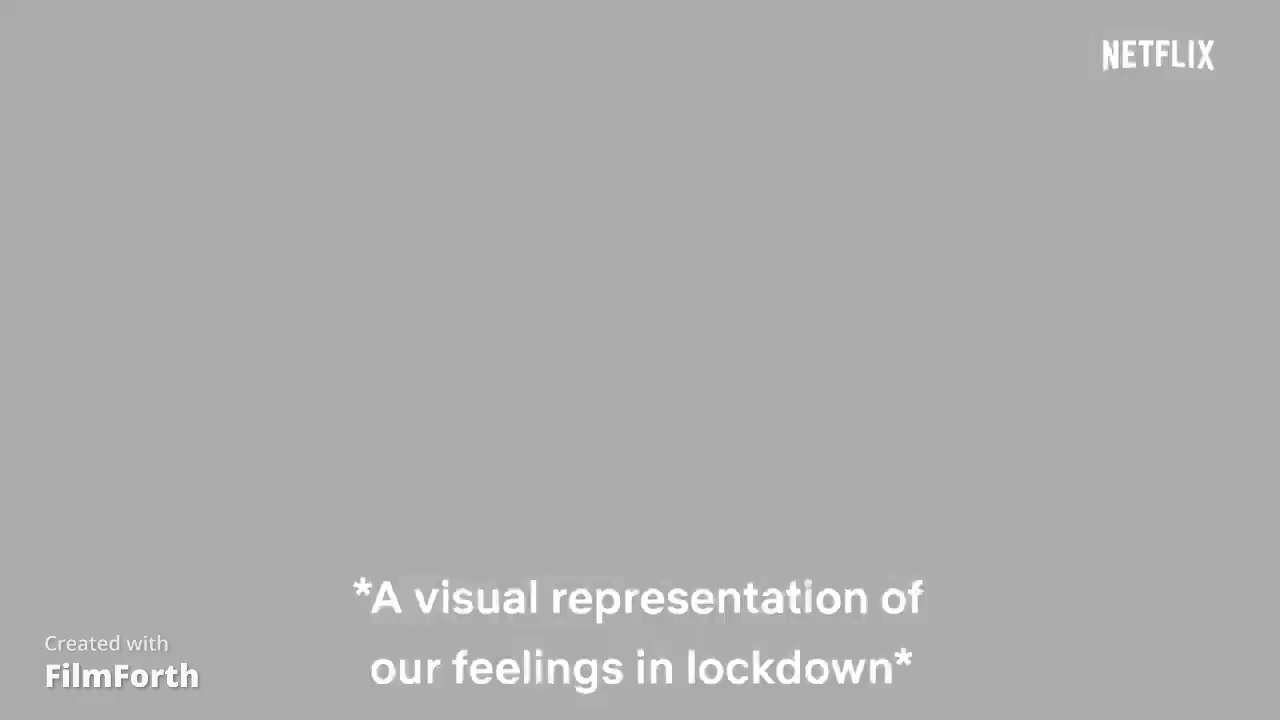 NETFLIX
*A visual representation of
our feelings in lockdown*
Created with
FilmForth